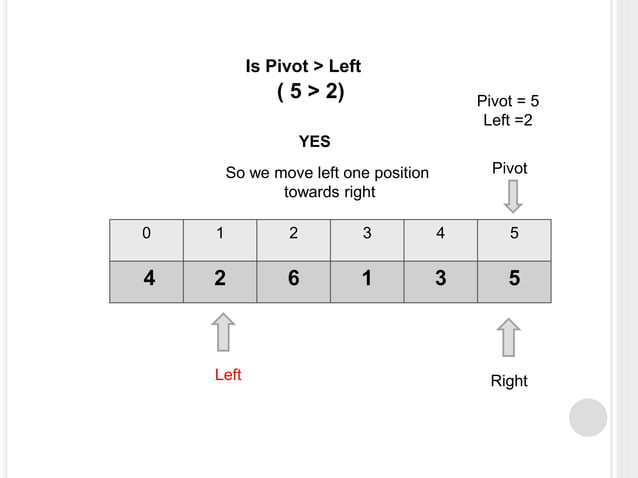 Is Pivot > Left
( 5 > 2)
Pivot = 5
Left =2
YES
So we move left one position
towards right
Pivot
0 1 2 3 4 5
4 2 6 1 3 5
Left
Right